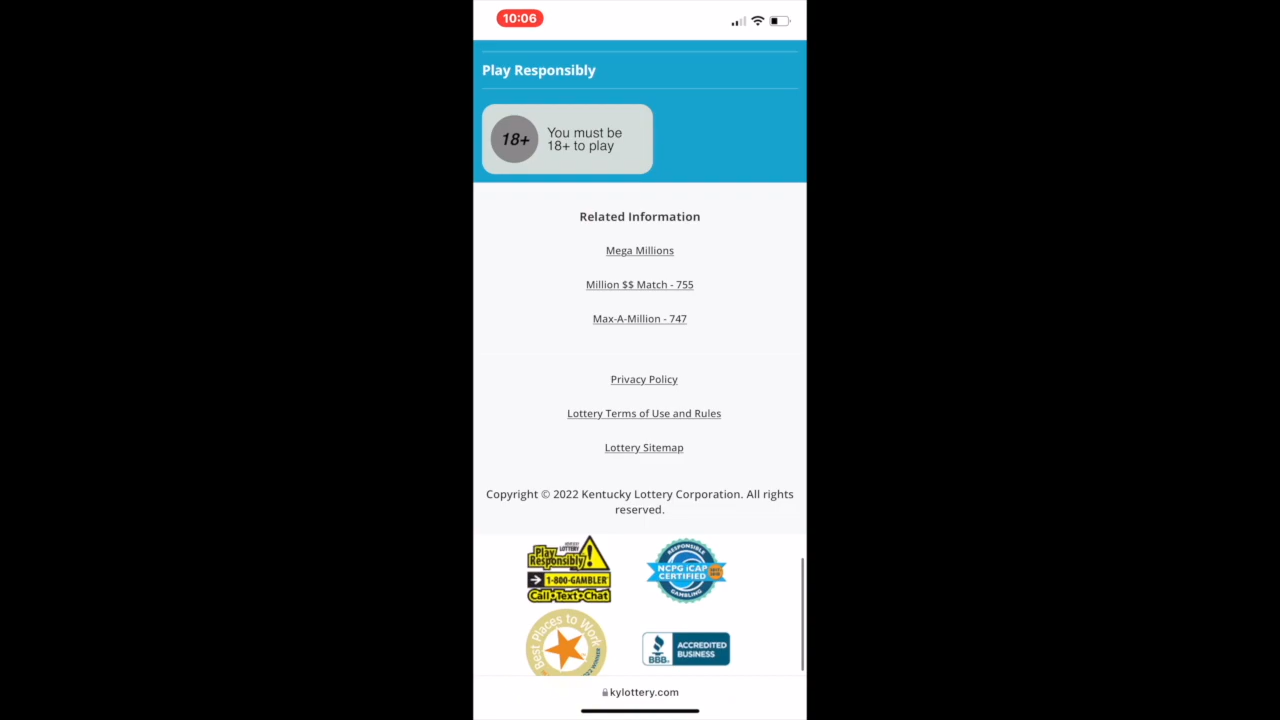 10:06
Play Responsibly
18+
You must be
18+ to play
Related Information
Mega Millions
Million $$ Match - 755
Max-A-Million - 747
Privacy Policy
Lottery Terms of Use and Rules
Lottery Sitemap
Copyright © 2022 Kentucky Lottery Corporation. All rights
reserved.
KENTUCKY
LOTTERY
Play
Responsibly!
1-800-GAMBLER
Call•Text•Chat
RESPONSIBLE
NCPG iCAP
CERTIFIED
GAMBLING
Best Places to Work
BBB
ACCREDITED
BUSINESS
kylottery.com